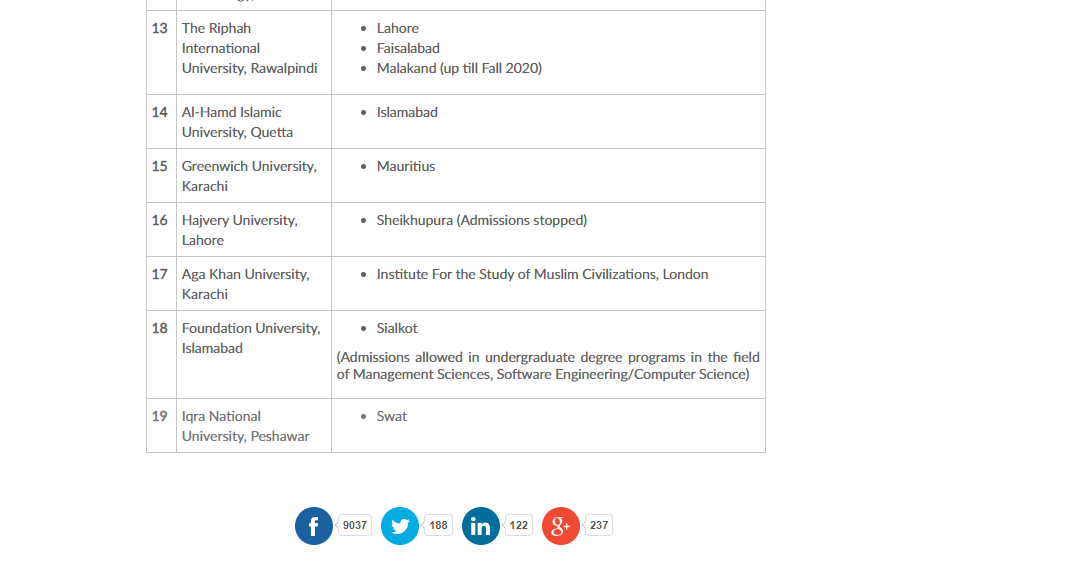 13 The Riphah
International
University, Rawalpindi
• Lahore
• Faisalabad
• Malakand (up till Fall 2020)
14 Al-Hamd Islamic
University, Quetta
• Islamabad
15 Greenwich University,
Karachi
• Mauritius
16 Hajvery University,
Lahore
• Sheikhupura (Admissions stopped)
17 Aga Khan University,
Karachi
• Institute For the Study of Muslim Civilizations, London
18 Foundation University,
Islamabad
• Sialkot
(Admissions allowed in undergraduate degree programs in the field
of Management Sciences, Software Engineering/Computer Science)
19 Iqra National
University, Peshawar
• Swat
f 9037 188 in 122 g+ 237